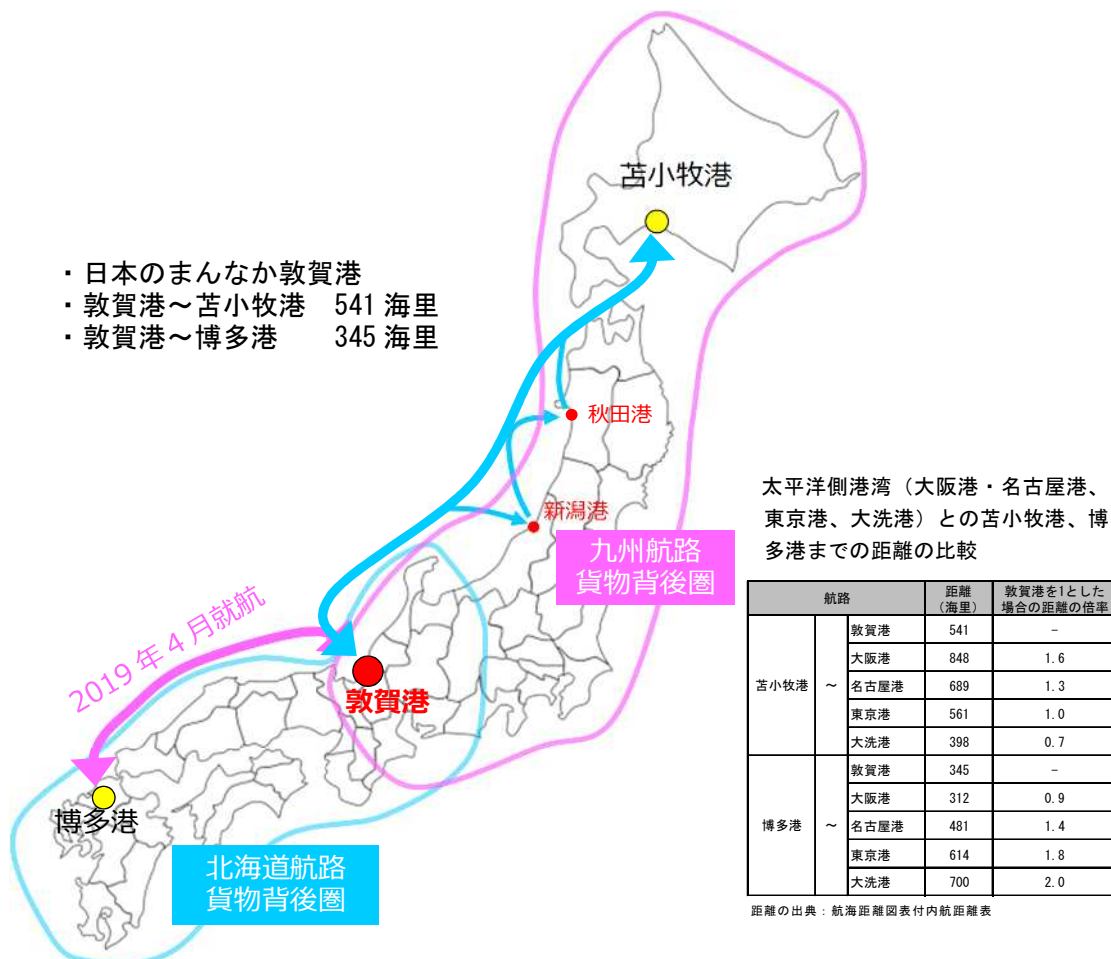 苫小牧港
・日本のまんなか敦賀港
・敦賀港～苫小牧港 541 海里
・敦賀港～博多港 345 海里
秋田港
新潟港
九州航路
貨物背後圏
2019 年 4 月就航
敦賀港
博多港
北海道航路
貨物背後圏
太平洋側港湾（大阪港・名古屋港、
東京港、大洗港）との苫小牧港、博
多港までの距離の比較
航路 距離（海里） 敦賀港を1とした場合の距離の倍率
苫小牧港 ～ 敦賀港 541 －
大阪港 848 1.6
名古屋港 689 1.3
東京港 561 1.0
大洗港 398 0.7
博多港 ～ 敦賀港 345 －
大阪港 312 0.9
名古屋港 481 1.4
東京港 614 1.8
大洗港 700 2.0
距離の出典：航海距離図表付内航距離表